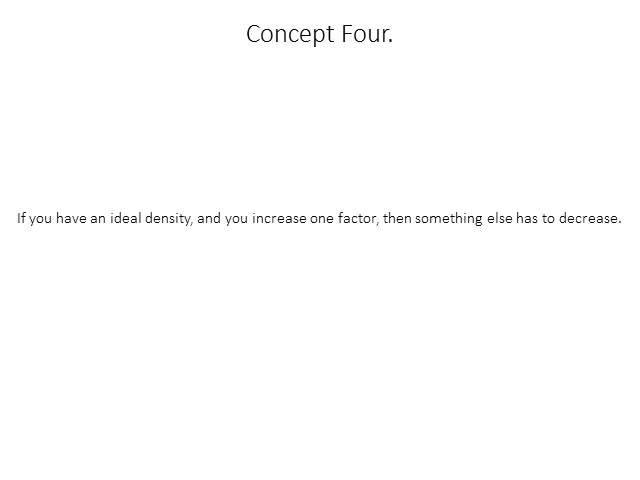 Concept Four.
If you have an ideal density, and you increase one factor, then something else has to decrease.